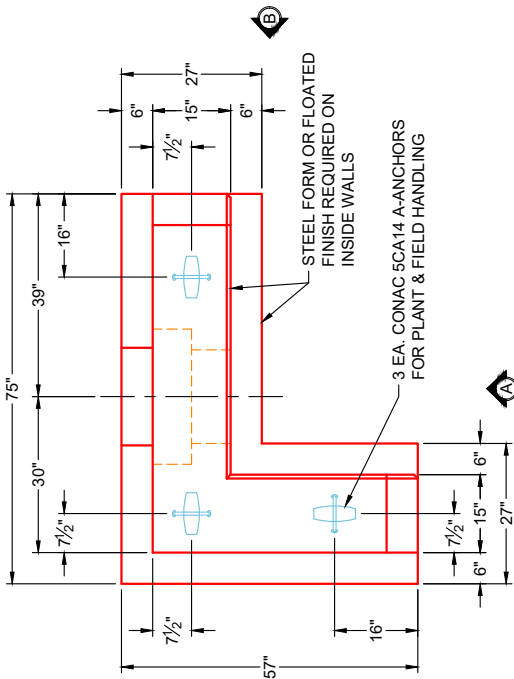 75"
39"
30"
16"
7½"
27"
6"
15"
6"
7½"
B
STEEL FORM OR FLOATED
FINISH REQUIRED ON
INSIDE WALLS
3 EA. CONAC 5CA14 A-ANCHORS
FOR PLANT & FIELD HANDLING
A
7½"
57"
16"
6"
15"
7½"
6"
27"